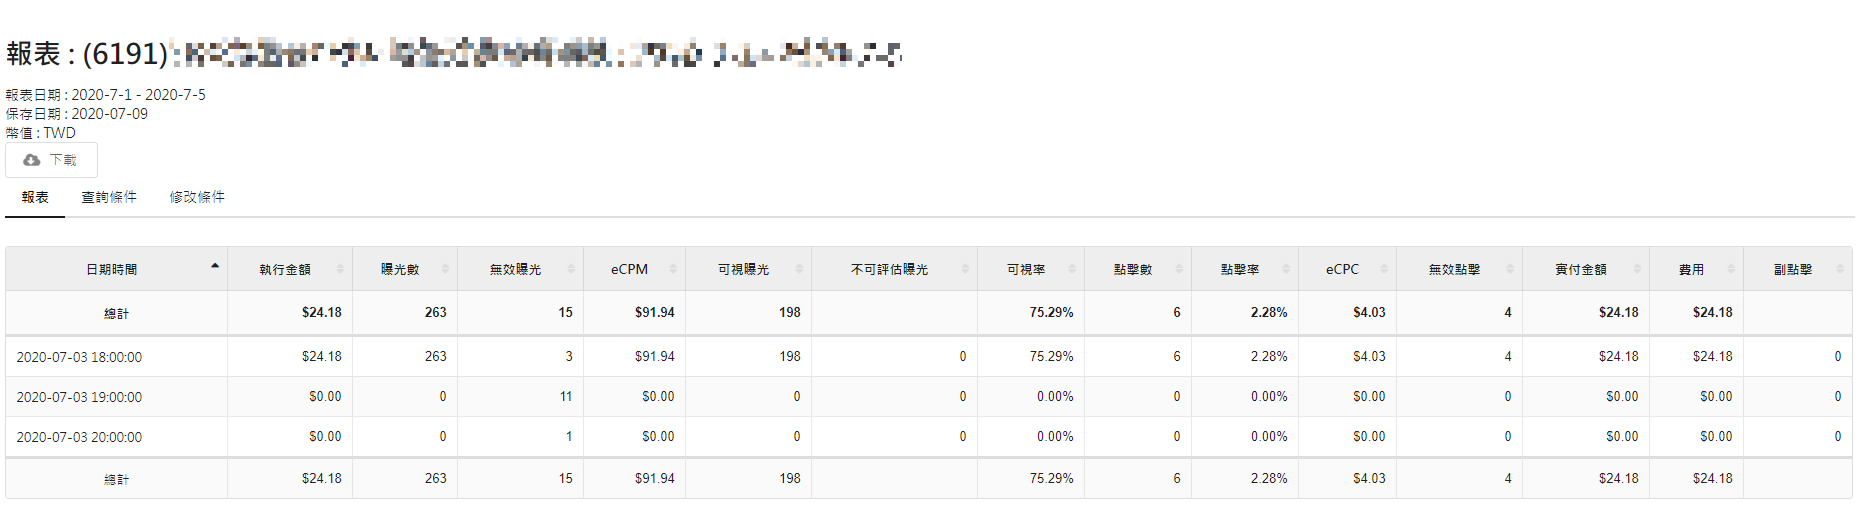 報表 : (6191)
報表日期 : 2020-7-1 - 2020-7-5
保存日期 : 2020-07-09
幣值 : TWD
下載
報表 查詢條件 修改條件
日期時間 執行金額 曝光數 無效曝光 eCPM 可視曝光 不可評估曝光 可視率 點擊數 點擊率 eCPC 無效點擊 實付金額 費用 副點擊
總計 $24.18 263 15 $91.94 198 75.29% 6 2.28% $4.03 4 $24.18 $24.18
2020-07-03 18:00:00 $24.18 263 3 $91.94 198 0 75.29% 6 2.28% $4.03 4 $24.18 $24.18 0
2020-07-03 19:00:00 $0.00 0 11 $0.00 0 0 0.00% 0 0.00% $0.00 0 $0.00 $0.00 0
2020-07-03 20:00:00 $0.00 0 1 $0.00 0 0 0.00% 0 0.00% $0.00 0 $0.00 $0.00 0
總計 $24.18 263 15 $91.94 198 75.29% 6 2.28% $4.03 4 $24.18 $24.18